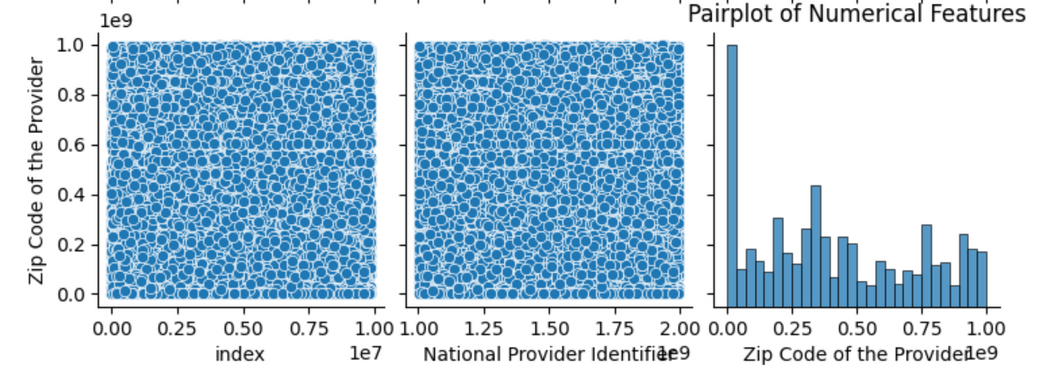 Pairplot of Numerical Features
1e9
1.0
0.8
0.6
0.4
0.2
0.0
Zip Code of the Provider
0.00 0.25 0.50 0.75 1.00
index 1e7
1.00 1.25 1.50 1.75 2.00
National Provider Identifier 1e9
0.00 0.25 0.50 0.75 1.00
Zip Code of the Provider 1e9